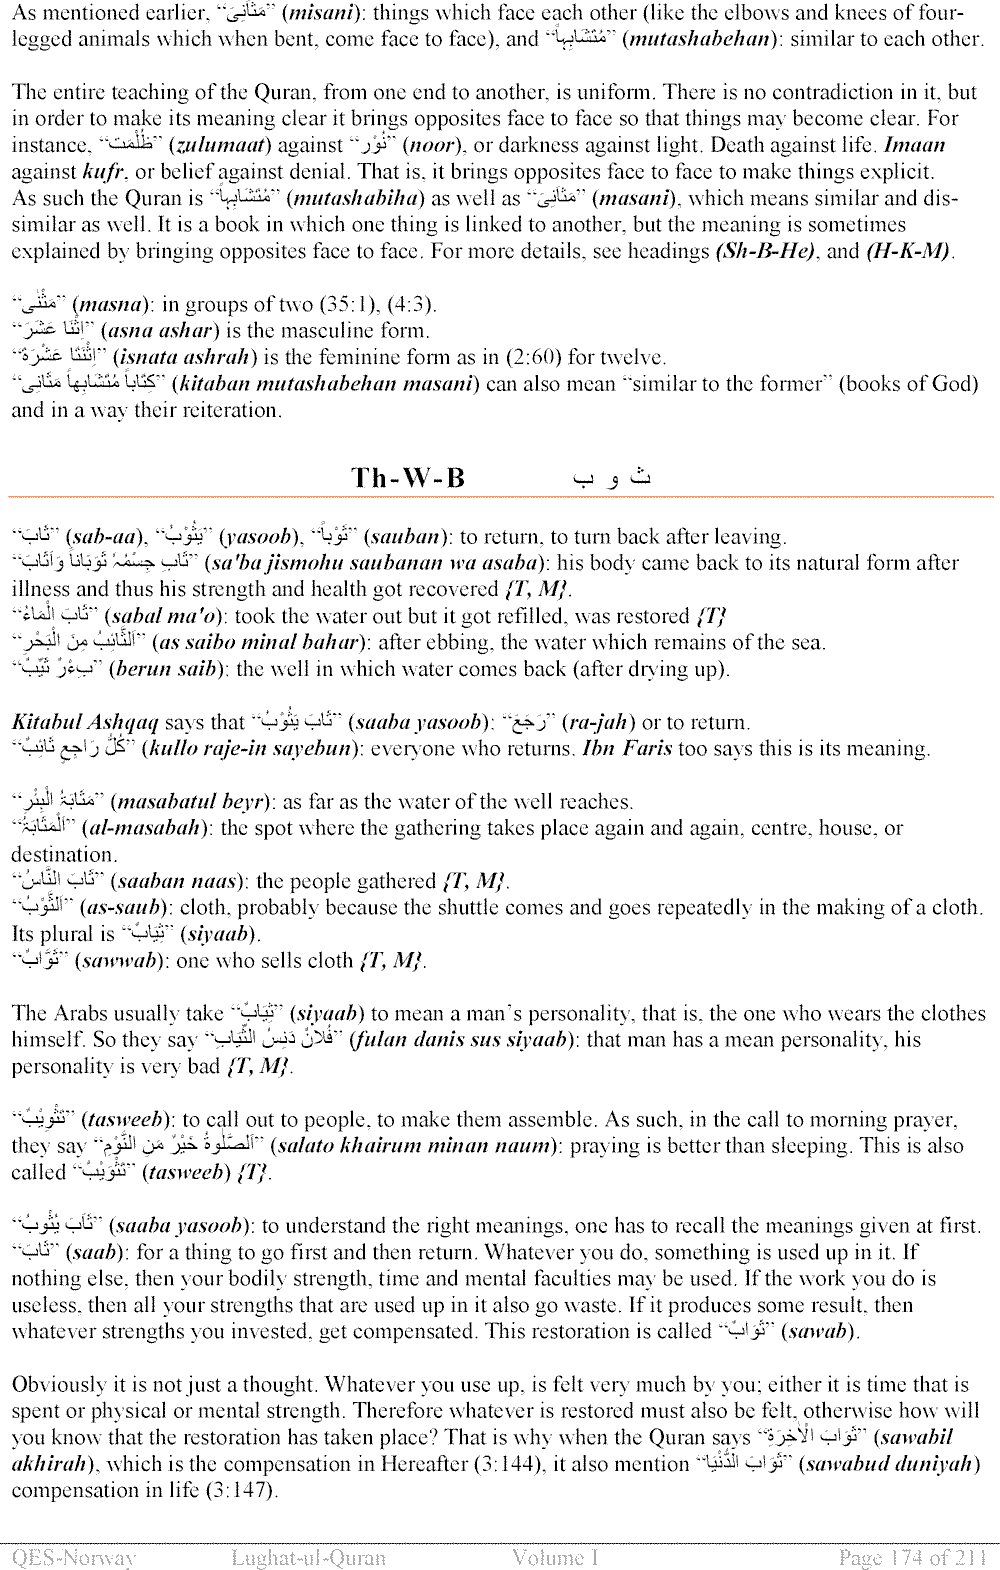 As mentioned earlier, “مَثَانِیَ” (misani): things which face each other (like the elbows and knees of four-
legged animals which when bent, come face to face), and “مُتَشَابِہاً” (mutashabehan): similar to each other.
The entire teaching of the Quran, from one end to another, is uniform. There is no contradiction in it, but
in order to make its meaning clear it brings opposites face to face so that things may become clear. For
instance, “ظُلُمٰت” (zulumaat) against “نُوْر” (noor), or darkness against light. Death against life. Imaan
against kufr, or belief against denial. That is, it brings opposites face to face to make things explicit.
As such the Quran is “مُتَشَابِہاً” (mutashabiha) as well as “مَثَانِیَ” (masani), which means similar and dis-
similar as well. It is a book in which one thing is linked to another, but the meaning is sometimes
explained by bringing opposites face to face. For more details, see headings (Sh-B-He), and (H-K-M).
“مَثْنٰی” (masna): in groups of two (35:1), (4:3).
“اِثْنَا عَشَرَ” (asna ashar) is the masculine form.
“اِثْنَتَا عَشْرَۃَ” (isnata ashrah) is the feminine form as in (2:60) for twelve.
“کِتَاباً مُتَشَابِھاً مَثَانِی” (kitaban mutashabehan masani) can also mean “similar to the former” (books of God)
and in a way their reiteration.
Th-W-B ث و ب
“ثَابَ” (sab-aa), “یَثُوْبُ” (yasoob), “ثَوْباً” (sauban): to return, to turn back after leaving.
“ثَابِ جِسْمُہُ ثَوَبَاناً وَاَثَابَ” (sa'ba jismohu saubanan wa asaba): his body came back to its natural form after
illness and thus his strength and health got recovered {T, M}.
“ثَابَ الْمَاءُ” (sabal ma'o): took the water out but it got refilled, was restored {T}
“اَلثَّائِبُ مِنَ الْبَحْرِ” (as saibo minal bahar): after ebbing, the water which remains of the sea.
“بِءْرٌ ثَیِّبٌ” (berun saib): the well in which water comes back (after drying up).
Kitabul Ashqaq says that “ثَابَ یَثُوْبُ” (saaba yasoob): “رَجَعَ” (ra-jah) or to return.
“کُلُّ رَاجِعٍ ثَائِبٌ” (kullo raje-in sayebun): everyone who returns. Ibn Faris too says this is its meaning.
“مَثَابَۃُ الْبِئْرِ” (masabatul beyr): as far as the water of the well reaches.
“اَلْمَثَابَۃُ” (al-masabah): the spot where the gathering takes place again and again, centre, house, or
destination.
“ثَابَ النَّاسُ” (saaban naas): the people gathered {T, M}.
“اَلثَّوْبُ” (as-saub): cloth, probably because the shuttle comes and goes repeatedly in the making of a cloth.
Its plural is “ثِیَابٌ” (siyaab).
“ثَوَّابٌ” (sawwab): one who sells cloth {T, M}.
The Arabs usually take “ثِیَابٌ” (siyaab) to mean a man’s personality, that is, the one who wears the clothes
himself. So they say “فُلَانٌ دَنِسُ الثِّیَابِ” (fulan danis sus siyaab): that man has a mean personality, his
personality is very bad {T, M}.
“تَثْوِیْبٌ” (tasweeb): to call out to people, to make them assemble. As such, in the call to morning prayer,
they say “اَلصَّلٰوۃُ خَیْرٌ مَن النَّوْمِ” (salato khairum minan naum): praying is better than sleeping. This is also
called “تَثْوَیْبٌ” (tasweeb) {T}.
“ثَابَ یُثُوبُ” (saaba yasoob): to understand the right meanings, one has to recall the meanings given at first.
“ثَابَ” (saab): for a thing to go first and then return. Whatever you do, something is used up in it. If
nothing else, then your bodily strength, time and mental faculties may be used. If the work you do is
useless, then all your strengths that are used up in it also go waste. If it produces some result, then
whatever strengths you invested, get compensated. This restoration is called “ثَوَابٌ” (sawab).
Obviously it is not just a thought. Whatever you use up, is felt very much by you; either it is time that is
spent or physical or mental strength. Therefore whatever is restored must also be felt, otherwise how will
you know that the restoration has taken place? That is why when the Quran says “ثَوَابَ الْاٰخِرَۃِ” (sawabil
akhirah), which is the compensation in Hereafter (3:144), it also mention “ثَوَابَ الدُّنْیَا” (sawabud duniyah)
compensation in life (3:147).
QES-Norway Lughat-ul-Quran Volume I Page 174 of 211